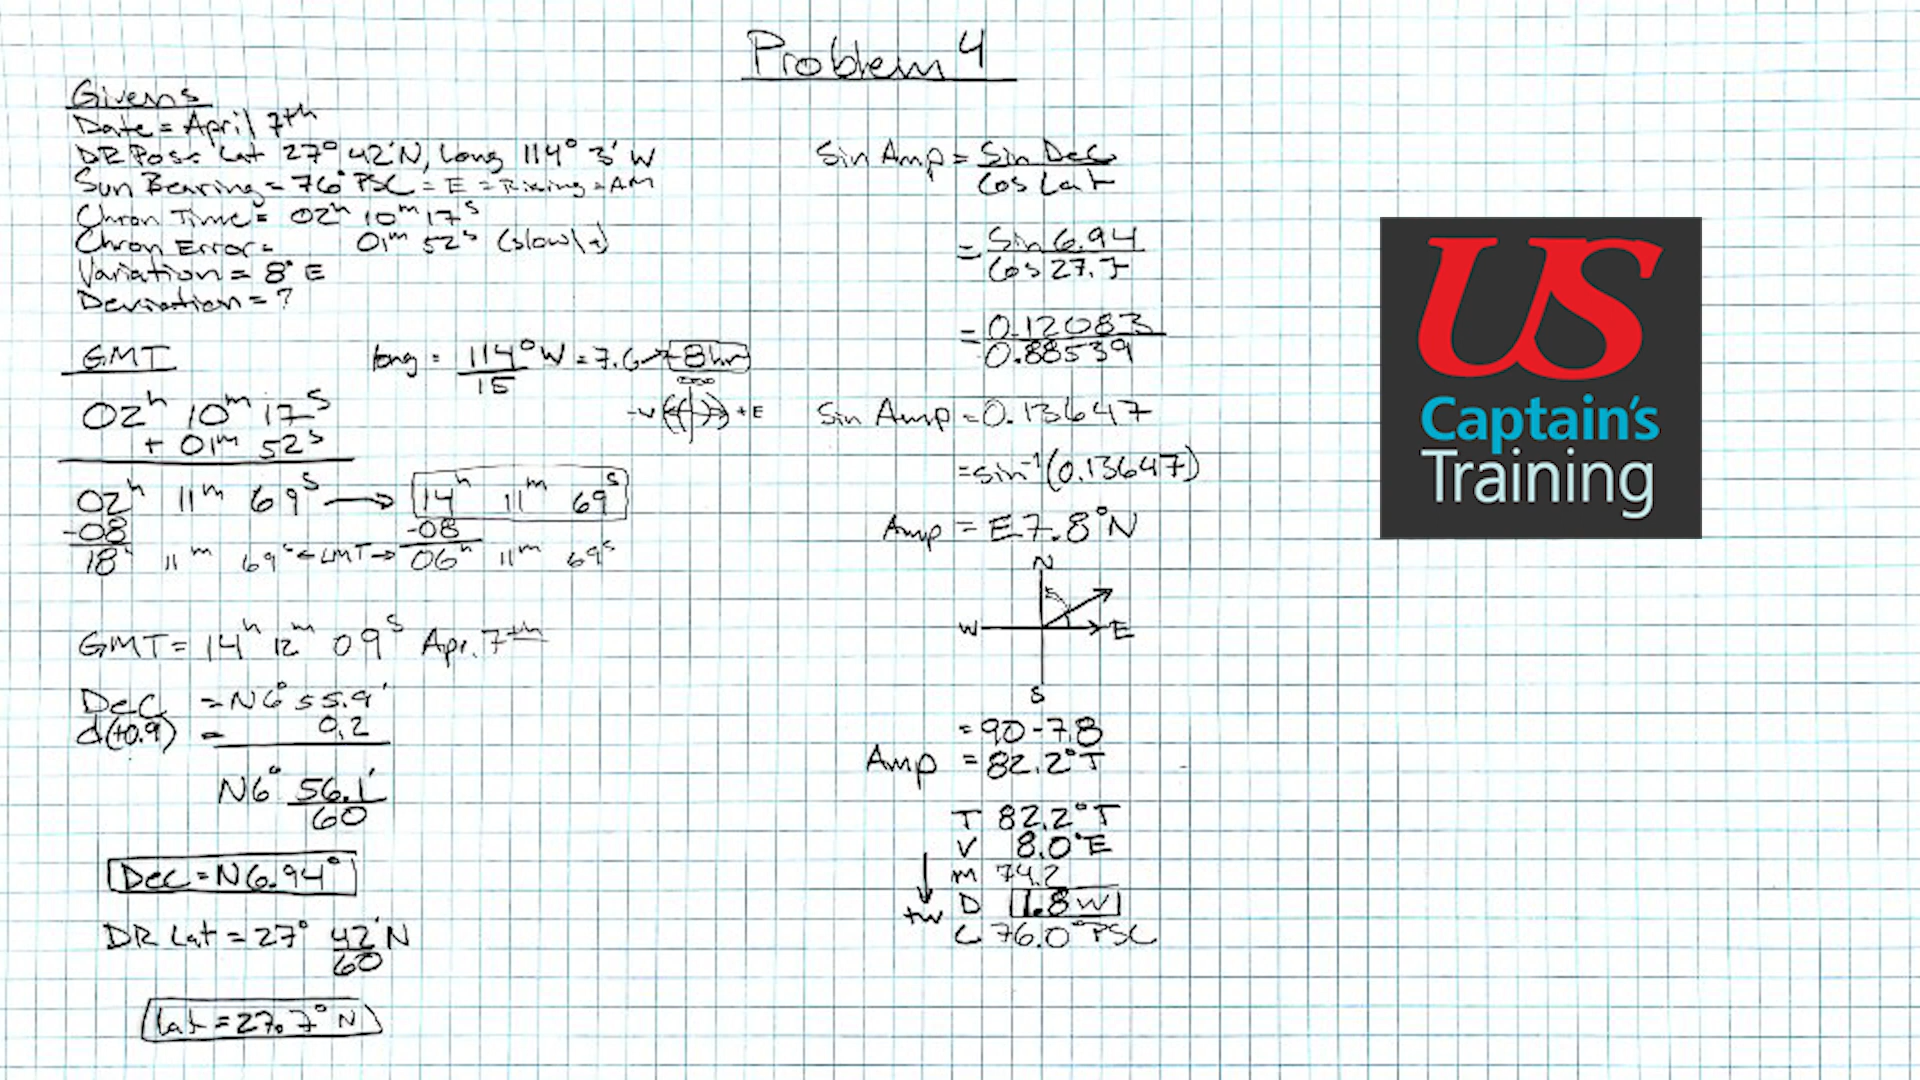 Problem 4
Givens
Date = April 7th
DR Pos: Lat 27° 42'N, Long 114° 3' W
Sun Bearing = 76° PSC = E = Rising = AM
Chron Time = 02h 10m 17s
Chron Error = 01m 52s (slow/+)
Variation = 8° E
Deviation = ?
GMT
long = 114° W = 7.6 → -8hr
15
-W +E
02h 10m 17s
+ 01m 52s
02h 11m 69s → 14h 11m 69s
-08 -08
18h 11m 69s ← LMT → 06h 11m 69s
GMT = 14h 12m 09s Apr. 7th
Dec = N6° 55.9'
d(+0.9) = 0.2
N6° 56.1'
60
Dec = N6.94°
DR Lat = 27° 42' N
60
Lat = 27.7° N
Sin Amp = Sin Dec
Cos Lat
= Sin 6.94
Cos 27.7
= 0.12083
0.88539
Sin Amp = 0.13647
= sin-1(0.13647)
Amp = E7.8°N
N
W E
S
= 90 - 7.8
Amp = 82.2°T
T 82.2°T
V 8.0°E
M 74.2
↓ D 1.8W
+W C 76.0°PSC
US
Captain's
Training